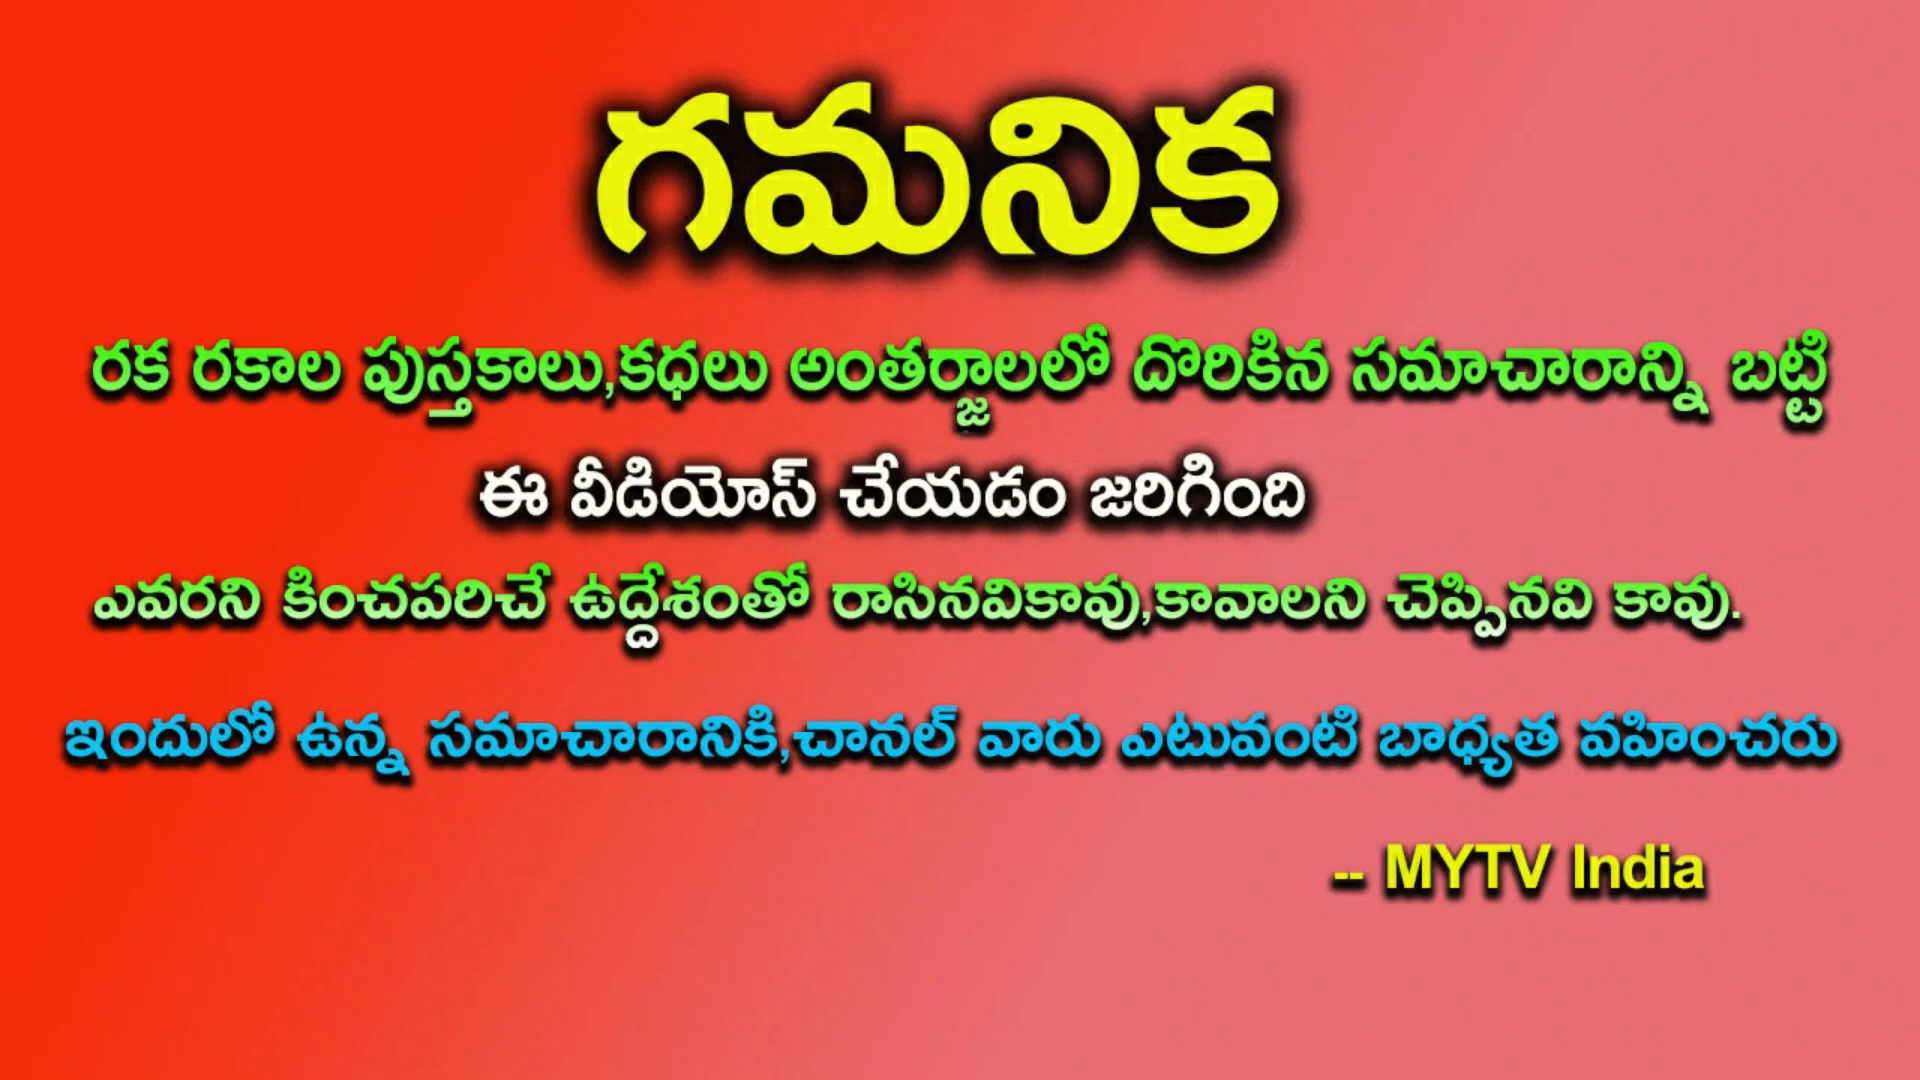 గమనిక
రక రకాల పుస్తకాలు,కధలు అంతర్జాలలో దొరికిన సమాచారాన్ని బట్టి
ఈ వీడియోస్ చేయడం జరిగింది
ఎవరని కించపరిచే ఉద్దేశంతో రాసినవికావు,కావాలని చెప్పినవి కావు.
ఇందులో ఉన్న సమాచారానికి,చానల్ వారు ఎటువంటి బాధ్యత వహించరు
-- MYTV India